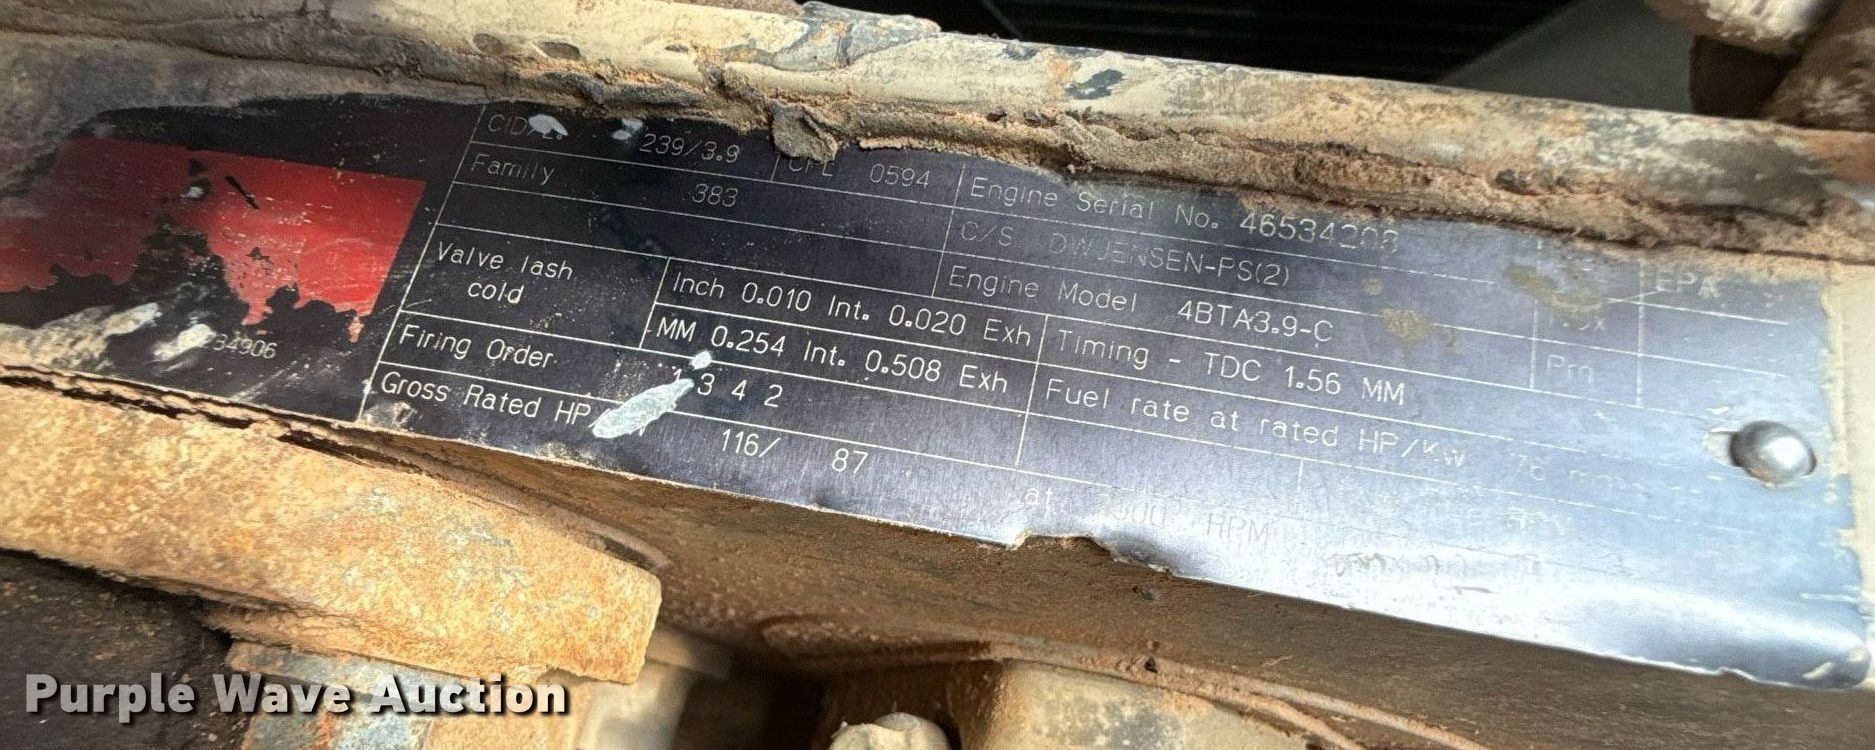 CID/L. 239/3.9 CPL 0594 Engine Serial No. 46534208
Family 383 C/S DWJENSEN-PS(2) EPA
Engine Model 4BTA3.9-C
Valve lash cold Inch 0.010 Int. 0.020 Exh Timing - TDC 1.56 MM
MM 0.254 Int. 0.508 Exh Fuel rate at rated HP/Kw 76
Firing Order 1 3 4 2
Gross Rated HP/ 116/ 87 at RPM
34906
Purple Wave Auction